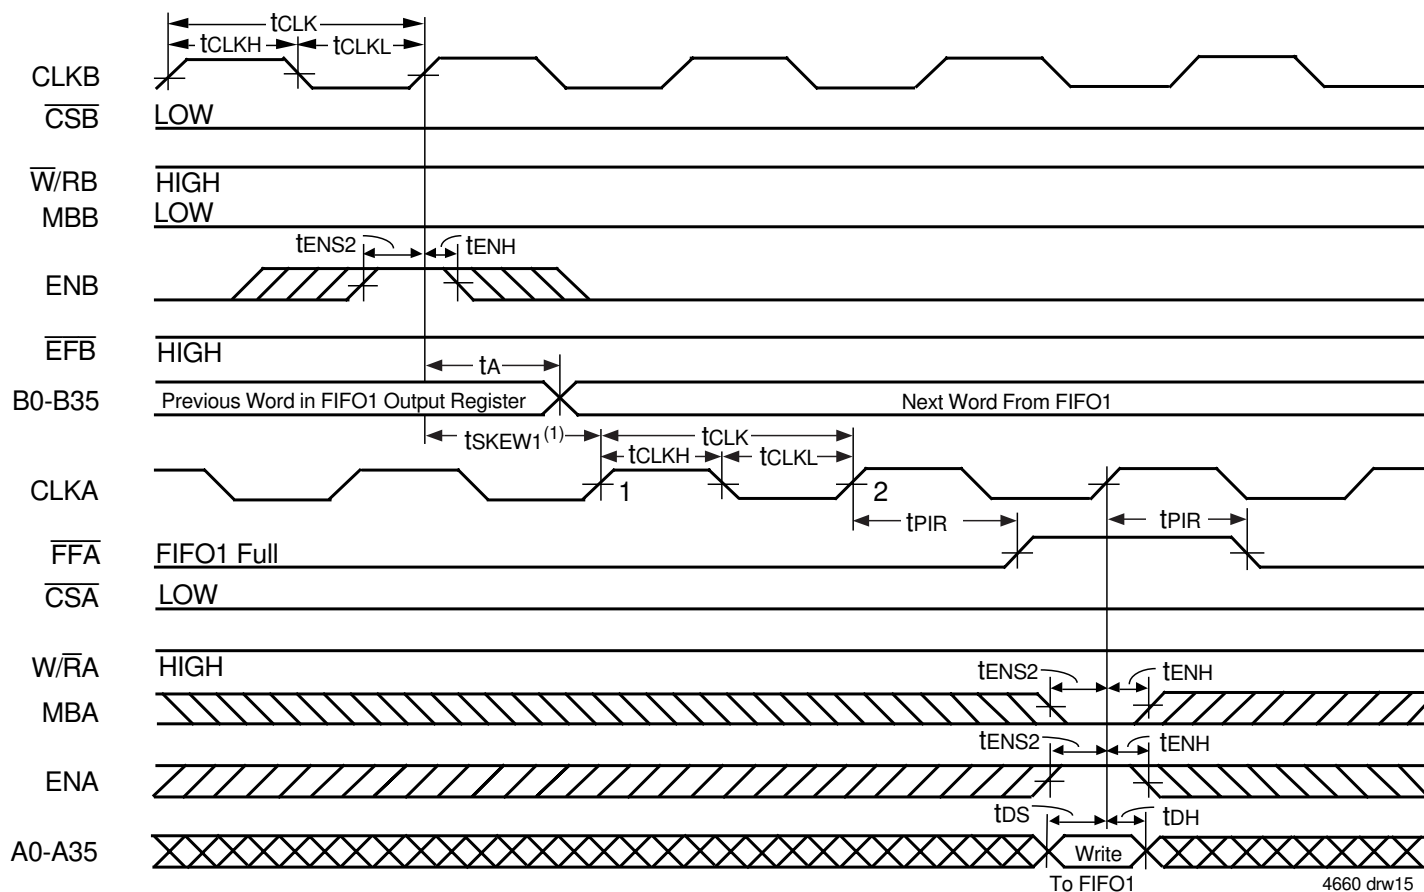 tCLK
tCLKH tCLKL
CLKB
CSB LOW
W/RB HIGH
MBB LOW
tENS2 tENH
ENB
EFB HIGH
tA
B0-B35 Previous Word in FIFO1 Output Register Next Word From FIFO1
tSKEW1(1) tCLK
tCLKH tCLKL
CLKA 1 2
tPIR tPIR
FFA FIFO1 Full
CSA LOW
W/RA HIGH
tENS2 tENH
MBA
tENS2 tENH
ENA
tDS tDH
A0-A35 Write
To FIFO1
4660 drw15